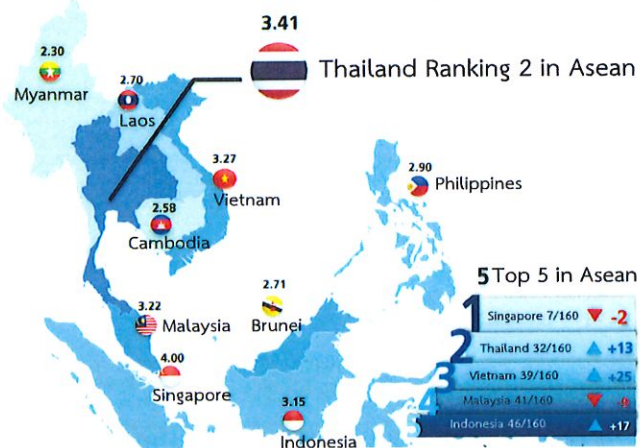 3.41
Thailand Ranking 2 in Asean
2.30
Myanmar
2.70
Laos
3.27
Vietnam
2.90
Philippines
2.58
Cambodia
3.22
Malaysia
2.71
Brunei
4.00
Singapore
3.15
Indonesia
5 Top 5 in Asean
1 Singapore 7/160 ▼ -2
2 Thailand 32/160 ▲ +13
3 Vietnam 39/160 ▲ +25
4 Malaysia 41/160 ▼
Indonesia 46/160 ▲ +17